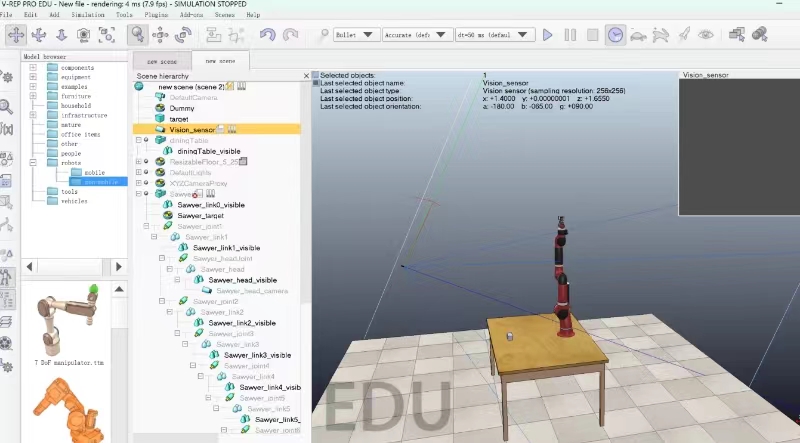 V-REP PRO EDU - New file - rendering: 4 ms (7.9 fps) - SIMULATION STOPPED
File Edit Add Simulation Tools Plugins Add-ons Scenes Help
Bullet Accurate (def: dt=50 ms (defaul
new scene new scene
Model browser
components
equipment
examples
furniture
household
infrastructure
nature
office items
other
people
robots
mobile
tools
vehicles
7 DoF manipulator.ttm
Scene hierarchy
new scene (scene 2)
DefaultCamera
Dummy
target
Vision_sensor
diningTable
diningTable_visible
ResizableFloor_5_25
DefaultLights
XYZCameraProxy
Sawyer
Sawyer_link0_visible
Sawyer_target
Sawyer_joint1
Sawyer_link1
Sawyer_link1_visible
Sawyer_headJoint
Sawyer_head
Sawyer_head_visible
Sawyer_head_camera
Sawyer_joint2
Sawyer_link2
Sawyer_link2_visible
Sawyer_joint3
Sawyer_link3
Sawyer_link3_visible
Sawyer_joint4
Sawyer_link4
Sawyer_link4_visib
Sawyer_joint5
Sawyer_link5
Sawyer_link5_
Sawyer_joint6
Selected objects: 1
Last selected object name: Vision_sensor
Last selected object type: Vision sensor (sampling resolution: 256x256)
Last selected object position: x: +1.4000 y: +0.00000001 z: +1.6550
Last selected object orientation: a: -180.00 b: -065.00 g: +090.00
Vision_sensor
EDU